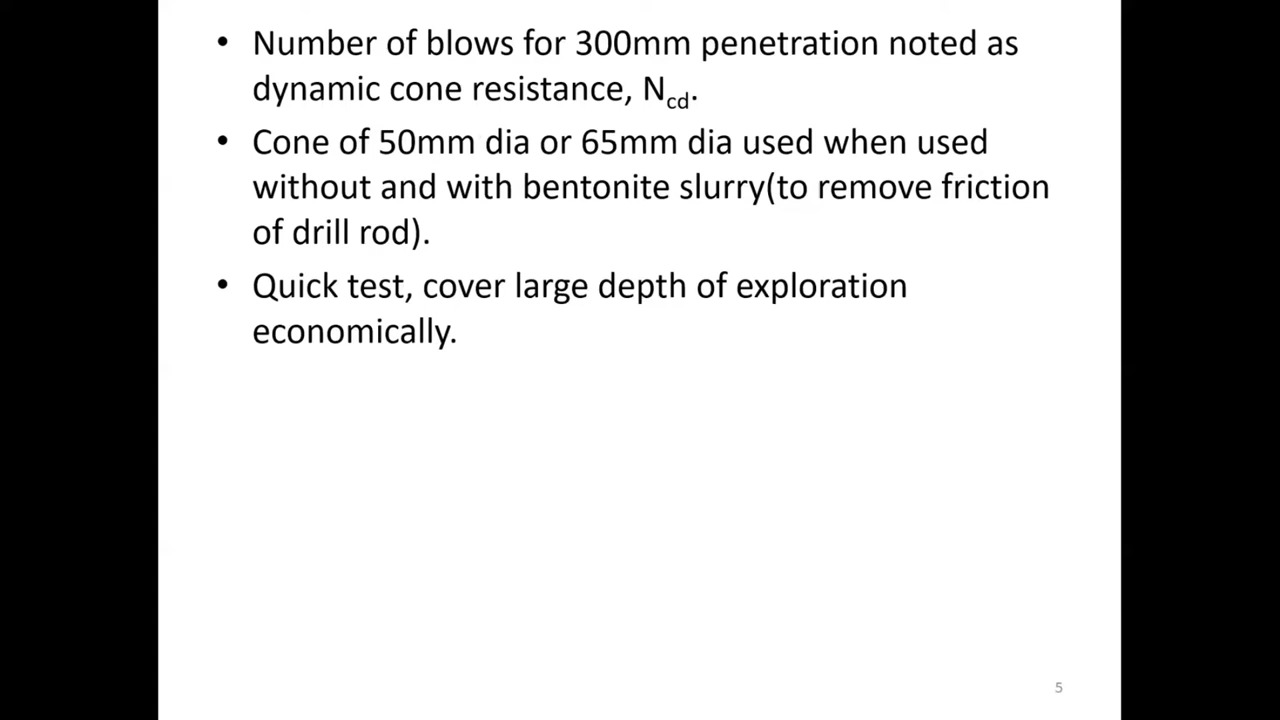 • Number of blows for 300mm penetration noted as
dynamic cone resistance, Ncd.
• Cone of 50mm dia or 65mm dia used when used
without and with bentonite slurry(to remove friction
of drill rod).
• Quick test, cover large depth of exploration
economically.
5